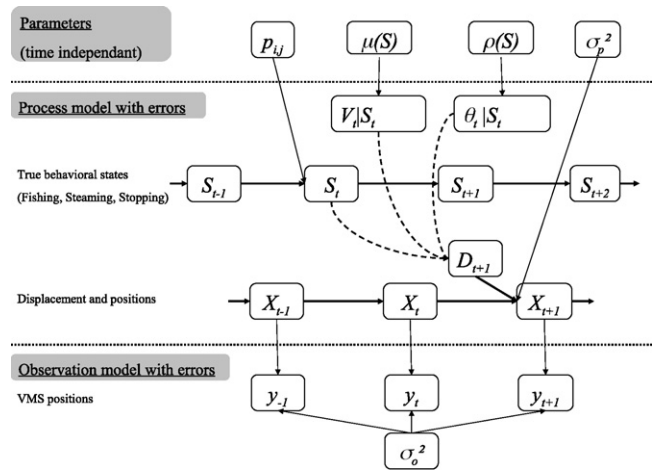 Parameters
(time independant)
p_{i,j}
μ(S)
ρ(S)
σ_p²
Process model with errors
V_t|S_t
θ_t |S_t
True behavioral states
(Fishing, Steaming, Stopping)
S_{t-1}
S_t
S_{t+1}
S_{t+2}
D_{t+1}
Displacement and positions
X_{t-1}
X_t
X_{t+1}
Observation model with errors
VMS positions
y_{-1}
y_t
y_{t+1}
σ_o²